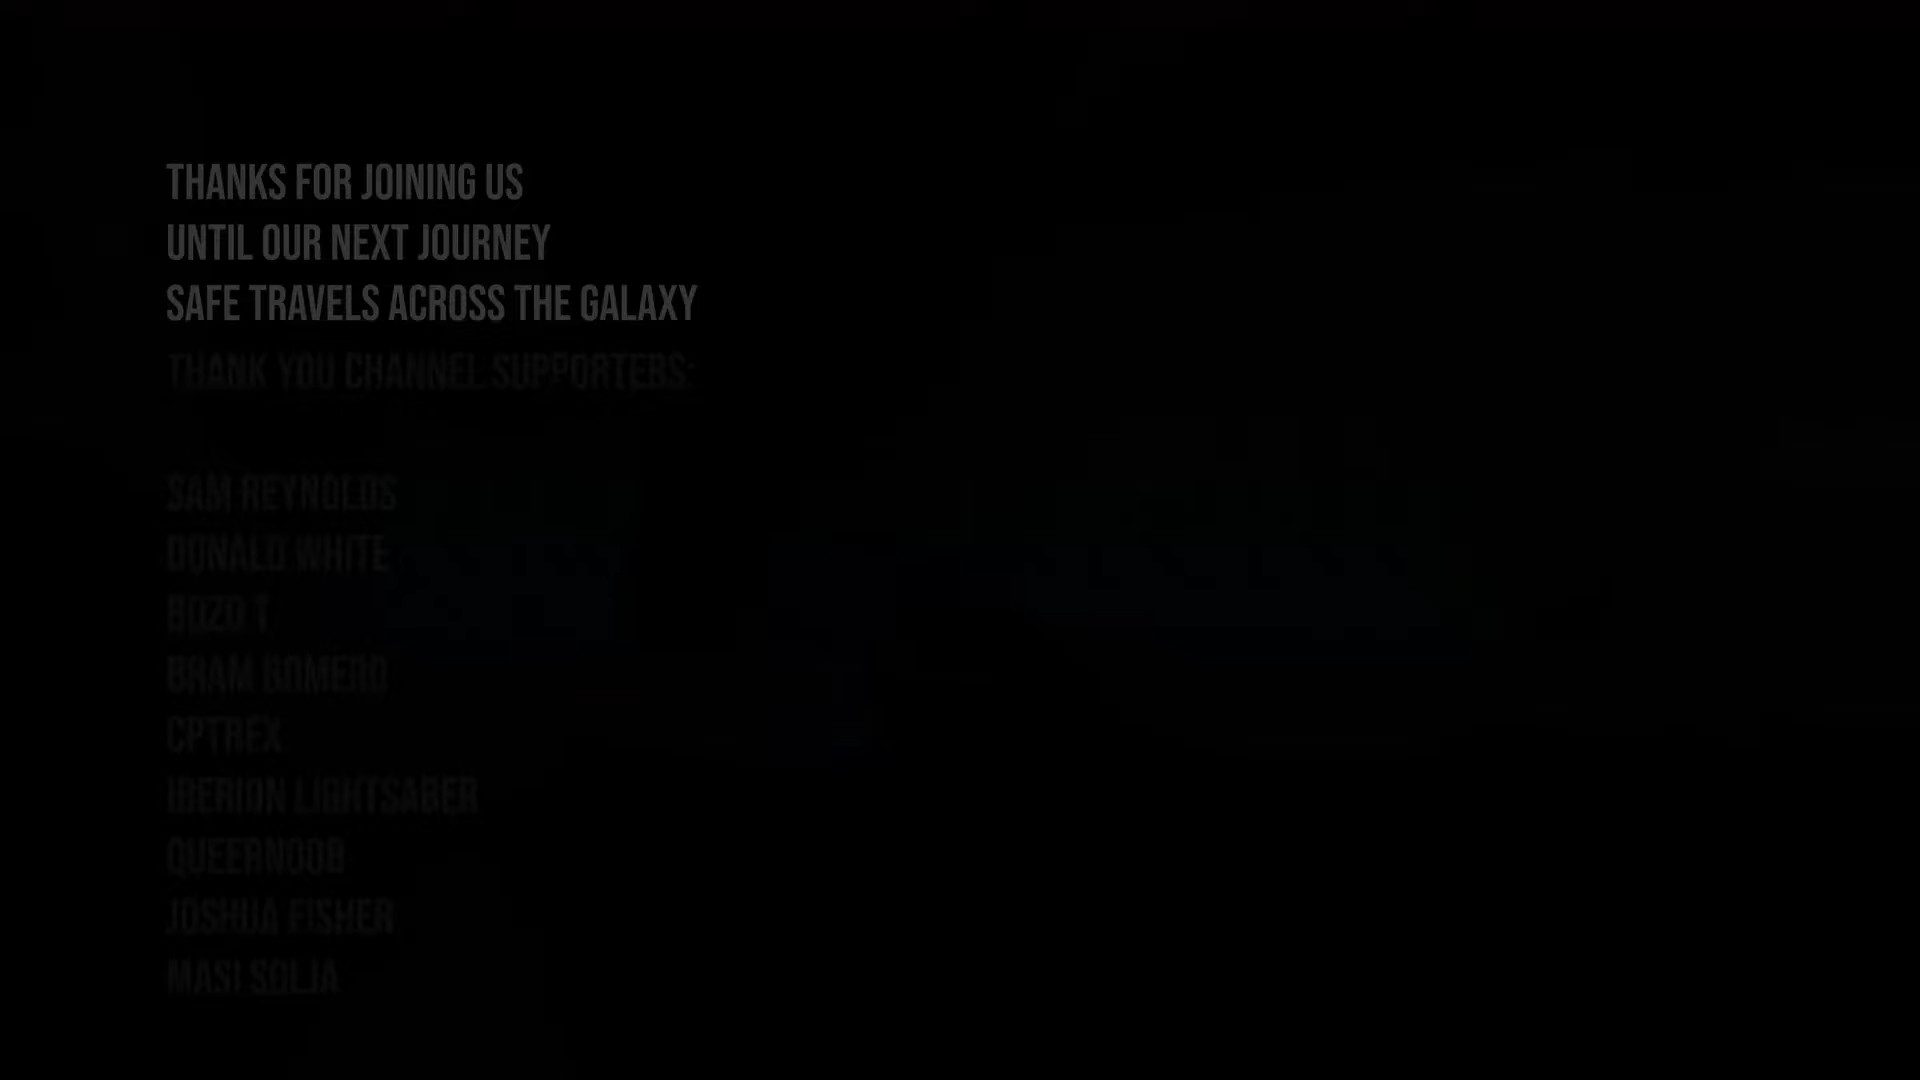 THANKS FOR JOINING US
UNTIL OUR NEXT JOURNEY
SAFE TRAVELS ACROSS THE GALAXY
THANK YOU CHANNEL SUPPORTERS:
SAM REYNOLDS
DONALD WHITE
BOZO T
BRAM
CPTREX
IBERION LIGHTSABER
QUEERNOOB
JOSHUA FISHER
MASI SOLJA